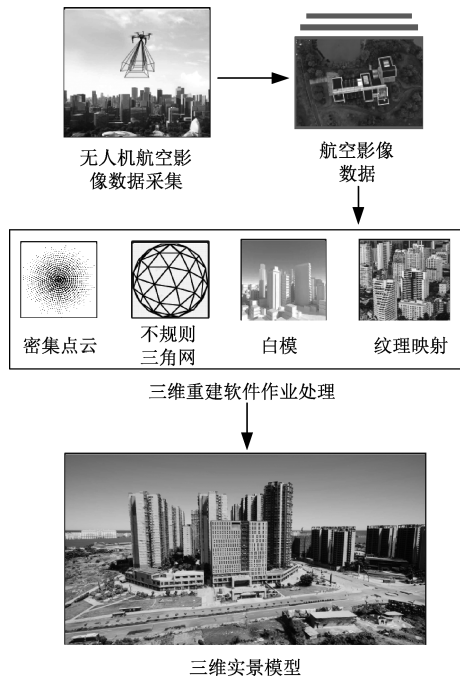 无人机航空影
像数据采集
航空影像
数据
密集点云
不规则
三角网
白模
纹理映射
三维重建软件作业处理
三维实景模型